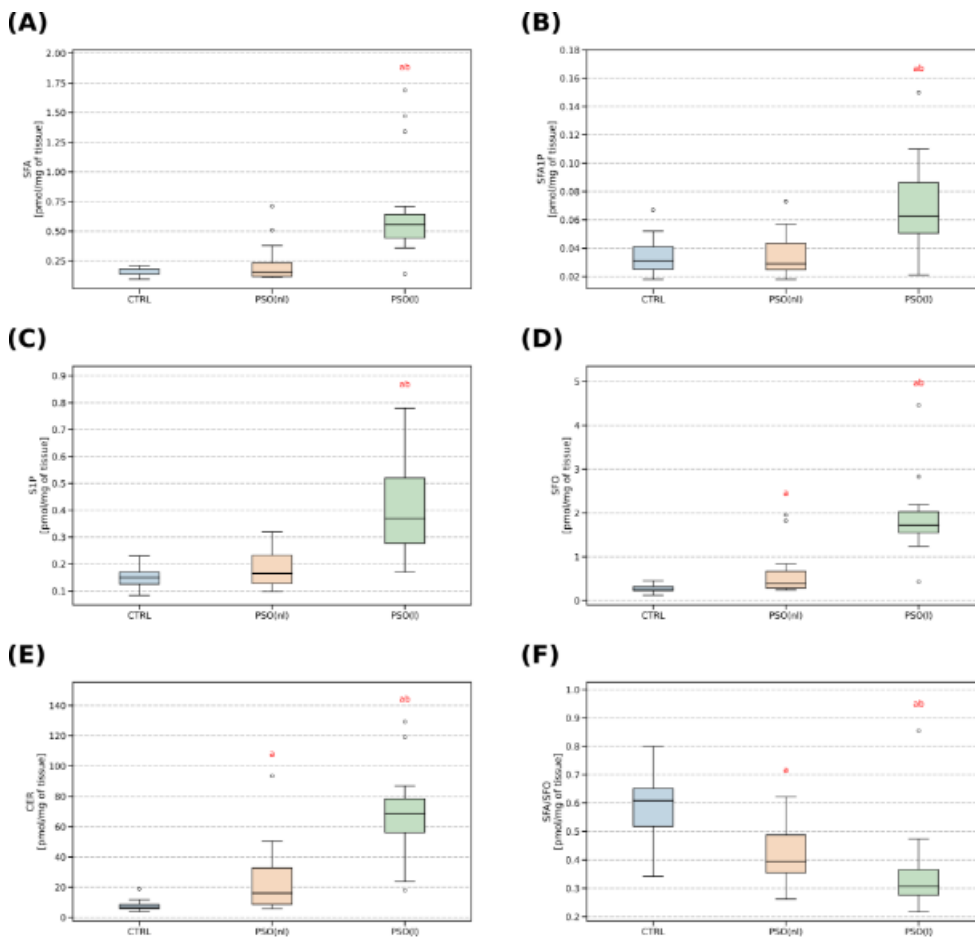 (A)
2.00
1.75
1.50
1.25
1.00
0.75
0.50
0.25
SFA
[pmol/mg of tissue]
ab
CTRL PSO(nl) PSO(l)
(B)
0.18
0.16
0.14
0.12
0.10
0.08
0.06
0.04
0.02
SFA1P
[pmol/mg of tissue]
ab
CTRL PSO(nl) PSO(l)
(C)
0.9
0.8
0.7
0.6
0.5
0.4
0.3
0.2
0.1
S1P
[pmol/mg of tissue]
ab
CTRL PSO(nl) PSO(l)
(D)
5
4
3
2
1
0
SFO
[pmol/mg of tissue]
a
ab
CTRL PSO(nl) PSO(l)
(E)
140
120
100
80
60
40
20
0
CER
[pmol/mg of tissue]
a
ab
CTRL PSO(nl) PSO(l)
(F)
1.0
0.9
0.8
0.7
0.6
0.5
0.4
0.3
0.2
SFA/SFO
[pmol/mg of tissue]
a
ab
CTRL PSO(nl) PSO(l)